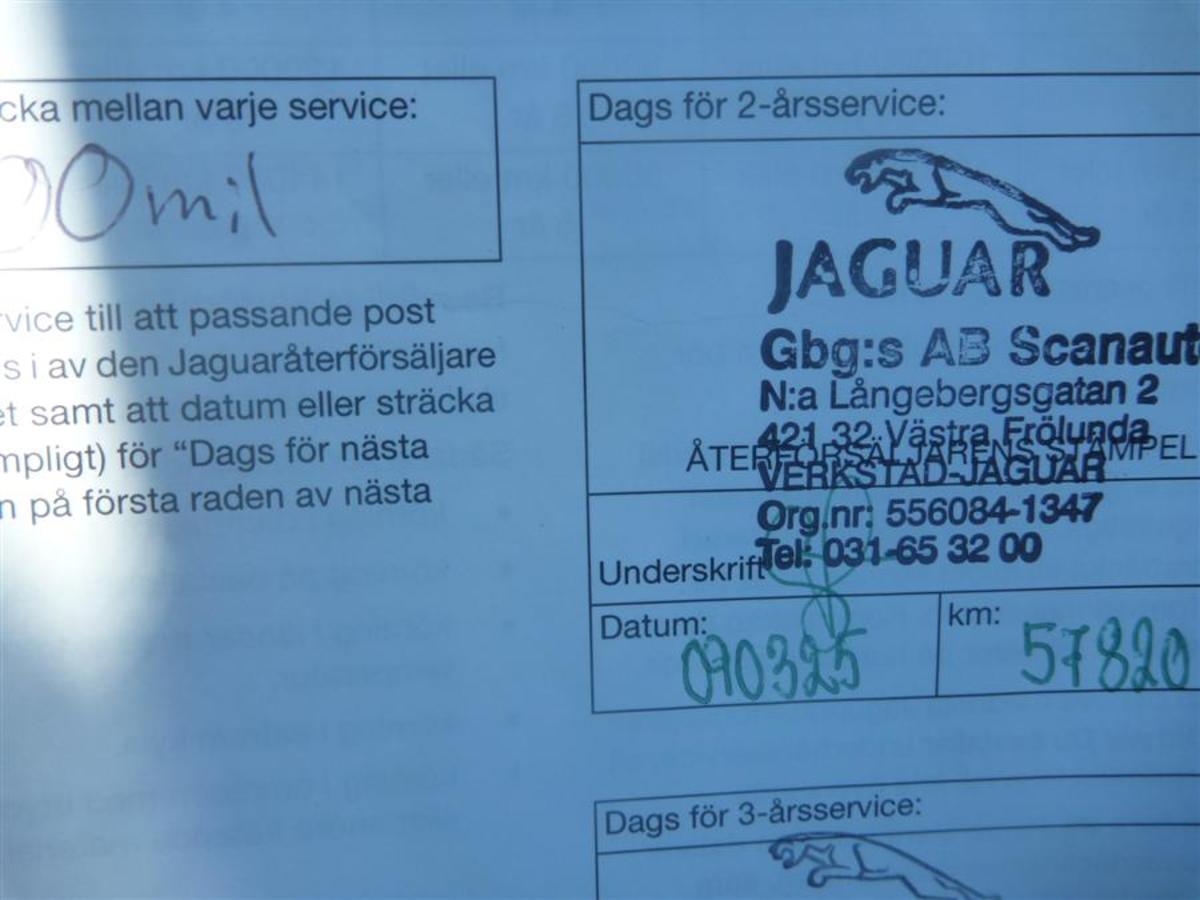 cka mellan varje service:
00mil
rvice till att passande post
s i av den Jaguaråterförsäljare
et samt att datum eller sträcka
mpligt) för “Dags för nästa
n på första raden av nästa
Dags för 2-årsservice:
JAGUAR
Gbg:s AB Scanaut
N:a Långebergsgatan 2
421 32 Västra Frölunda
ÅTERFÖRSÄLJARENS STÄMPEL
VERKSTAD-JAGUAR
Org.nr: 556084-1347
Tel: 031-65 32 00
Underskrift
Datum: 090325
km: 57820
Dags för 3-årsservice: